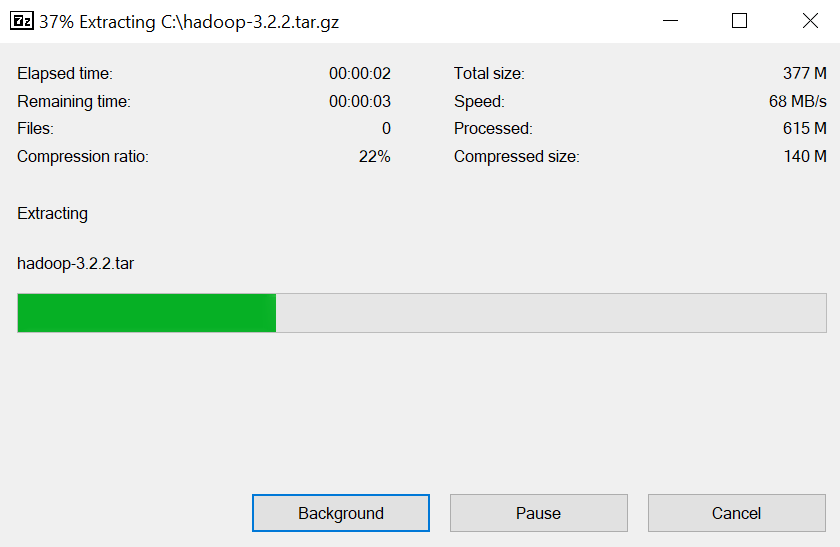 7z 37% Extracting C:\hadoop-3.2.2.tar.gz
Elapsed time: 00:00:02 Total size: 377 M
Remaining time: 00:00:03 Speed: 68 MB/s
Files: 0 Processed: 615 M
Compression ratio: 22% Compressed size: 140 M
Extracting
hadoop-3.2.2.tar
Background Pause Cancel